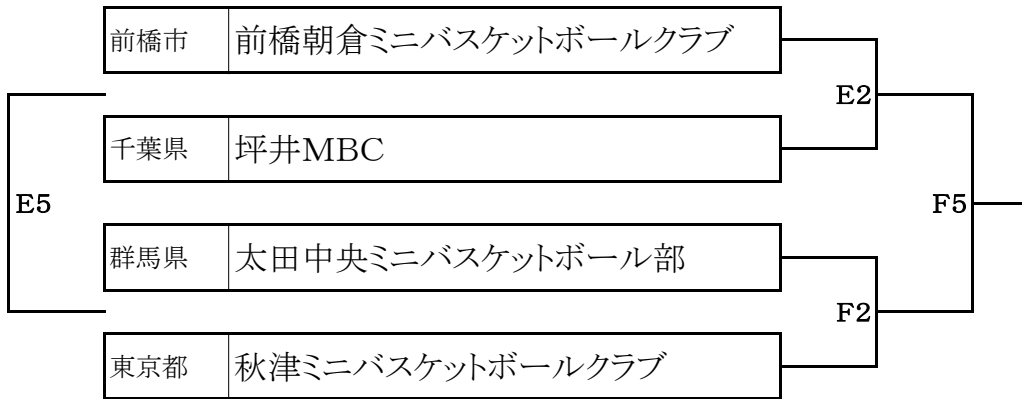 前橋市 前橋朝倉ミニバスケットボールクラブ
E2
千葉県 坪井MBC
E5
F5
群馬県 太田中央ミニバスケットボール部
F2
東京都 秋津ミニバスケットボールクラブ